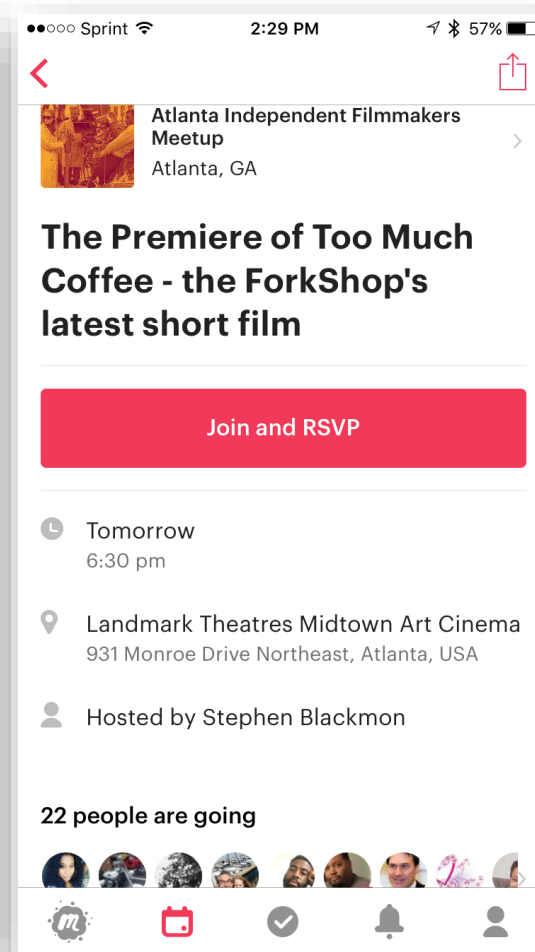 Sprint 2:29 PM 57%
Atlanta Independent Filmmakers
Meetup
Atlanta, GA
The Premiere of Too Much
Coffee - the ForkShop's
latest short film
Join and RSVP
Tomorrow
6:30 pm
Landmark Theatres Midtown Art Cinema
931 Monroe Drive Northeast, Atlanta, USA
Hosted by Stephen Blackmon
22 people are going
m